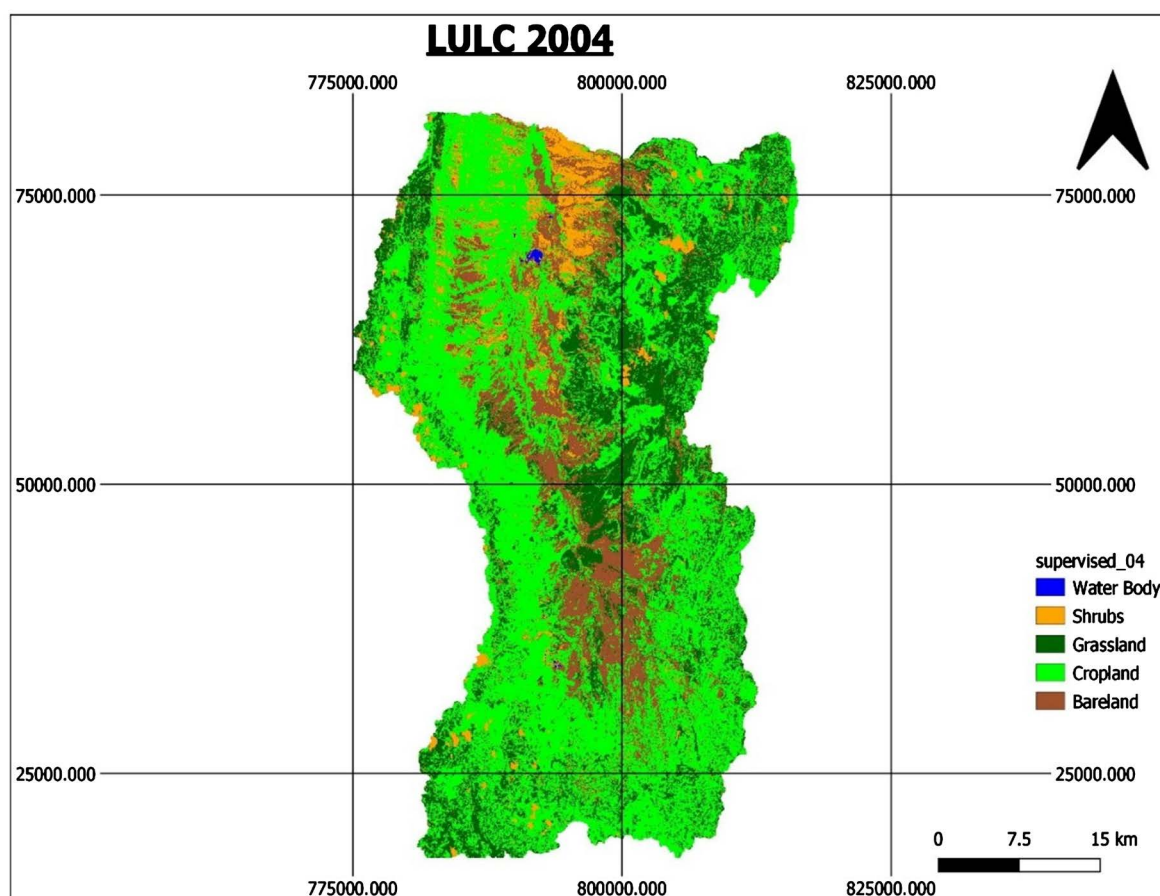 LULC 2004
775000.000 800000.000 825000.000
75000.000 75000.000
50000.000 50000.000
supervised_04
Water Body
Shrubs
Grassland
Cropland
Bareland
25000.000 25000.000
0 7.5 15 km
775000.000 800000.000 825000.000